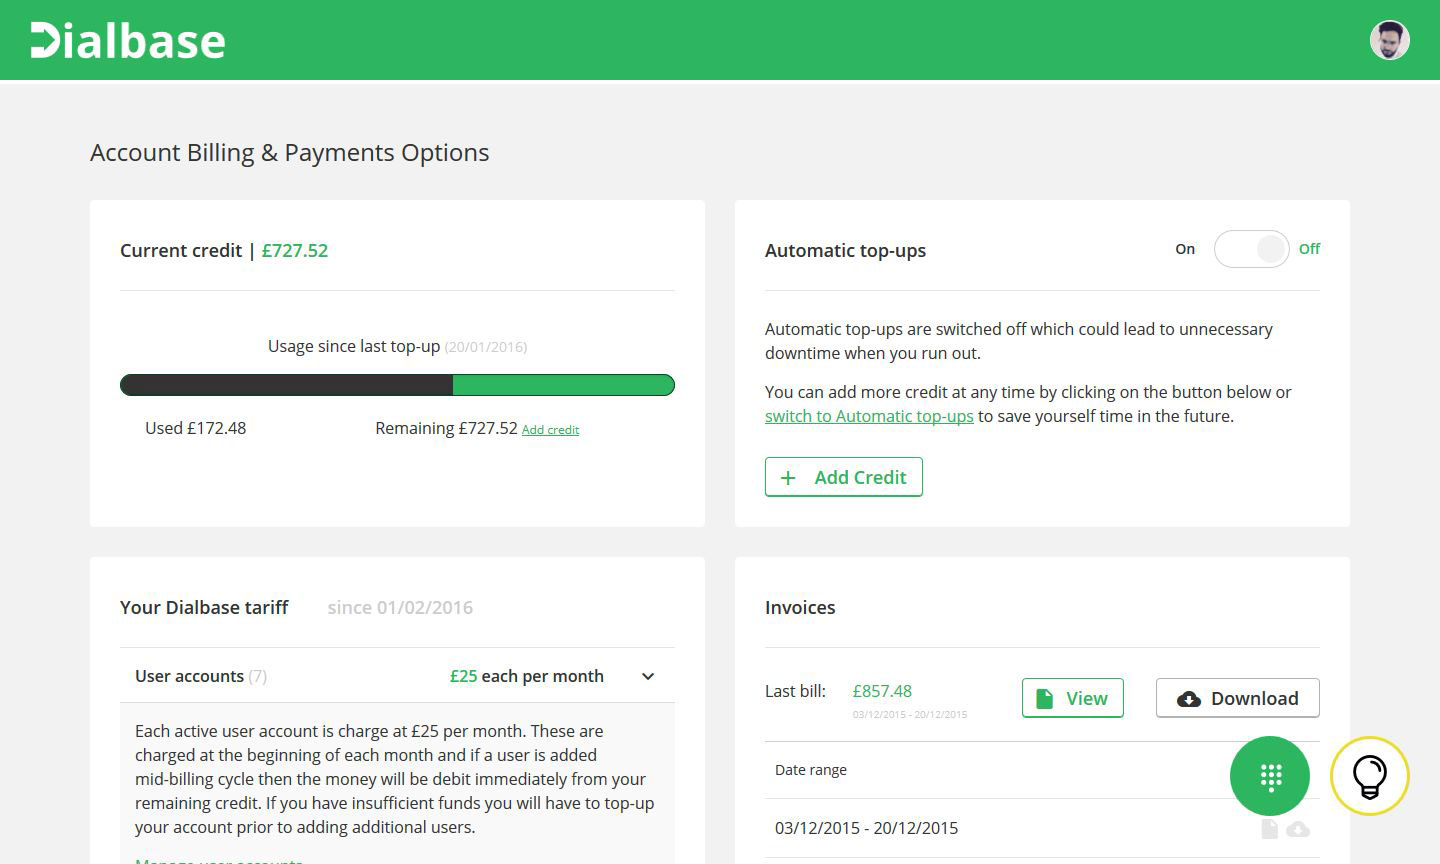 Dialbase
Account Billing & Payments Options
Current credit | £727.52
Usage since last top-up (20/01/2016)
Used £172.48
Remaining £727.52 Add credit
Automatic top-ups
On
Off
Automatic top-ups are switched off which could lead to unnecessary
downtime when you run out.
You can add more credit at any time by clicking on the button below or
switch to Automatic top-ups to save yourself time in the future.
+ Add Credit
Your Dialbase tariff since 01/02/2016
User accounts (7) £25 each per month
Each active user account is charge at £25 per month. These are
charged at the beginning of each month and if a user is added
mid-billing cycle then the money will be debit immediately from your
remaining credit. If you have insufficient funds you will have to top-up
your account prior to adding additional users.
Manage user accounts
Invoices
Last bill: £857.48
03/12/2015 - 20/12/2015
View
Download
Date range
03/12/2015 - 20/12/2015